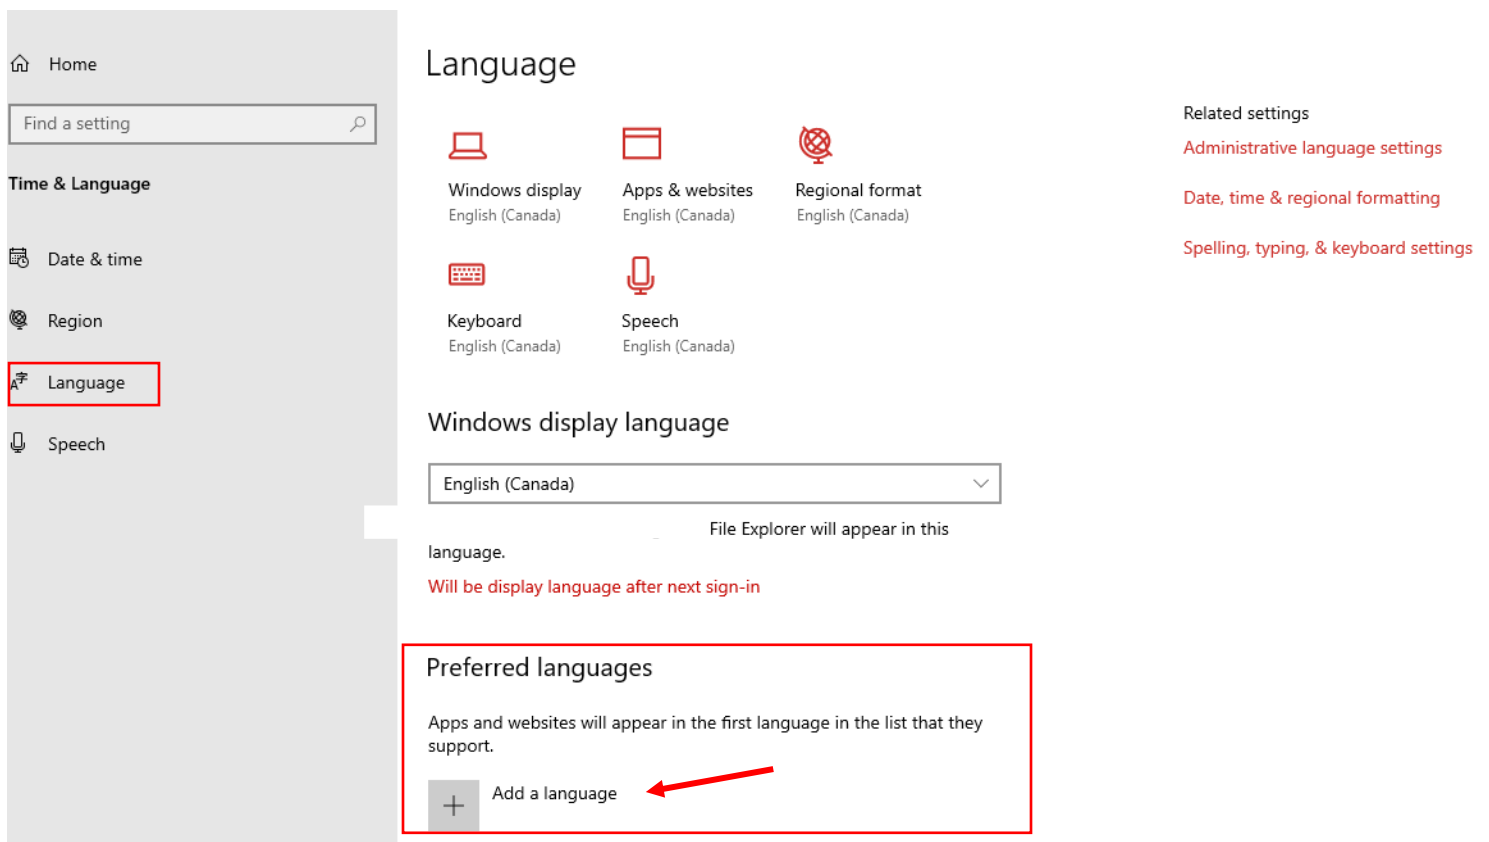 Home
Find a setting
Time & Language
Date & time
Region
Language
Speech
Language
Windows display
English (Canada)
Apps & websites
English (Canada)
Regional format
English (Canada)
Keyboard
English (Canada)
Speech
English (Canada)
Windows display language
English (Canada)
File Explorer will appear in this
language.
Will be display language after next sign-in
Preferred languages
Apps and websites will appear in the first language in the list that they
support.
Add a language
Related settings
Administrative language settings
Date, time & regional formatting
Spelling, typing, & keyboard settings